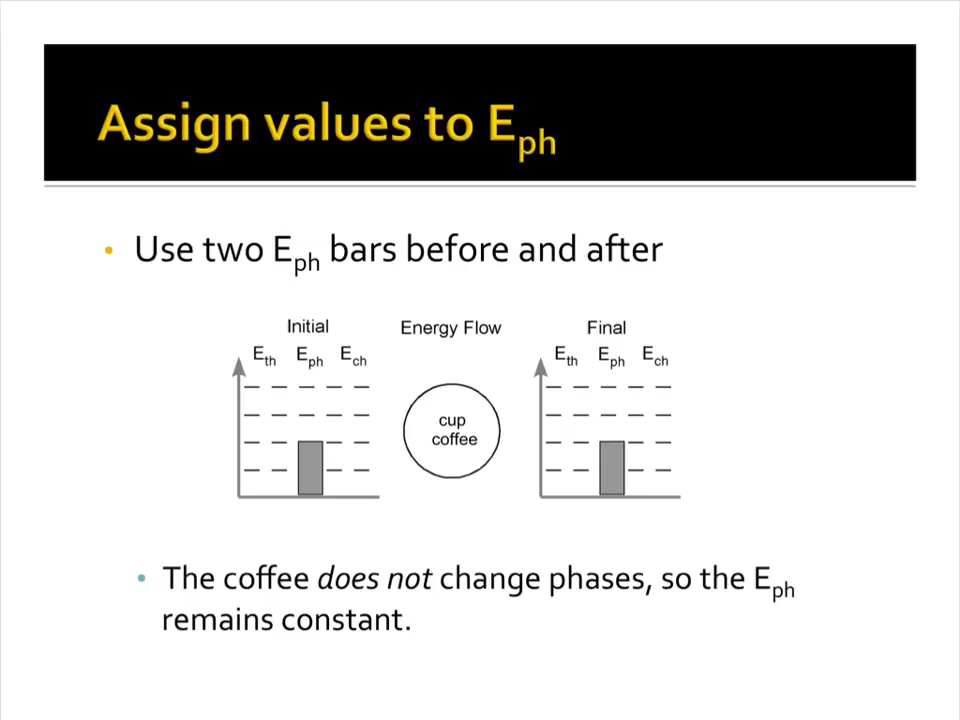 Assign values to Eph
• Use two Eph bars before and after
Initial Energy Flow Final
Eth Eph Ech Eth Eph Ech
cup
coffee
• The coffee does not change phases, so the Eph
remains constant.